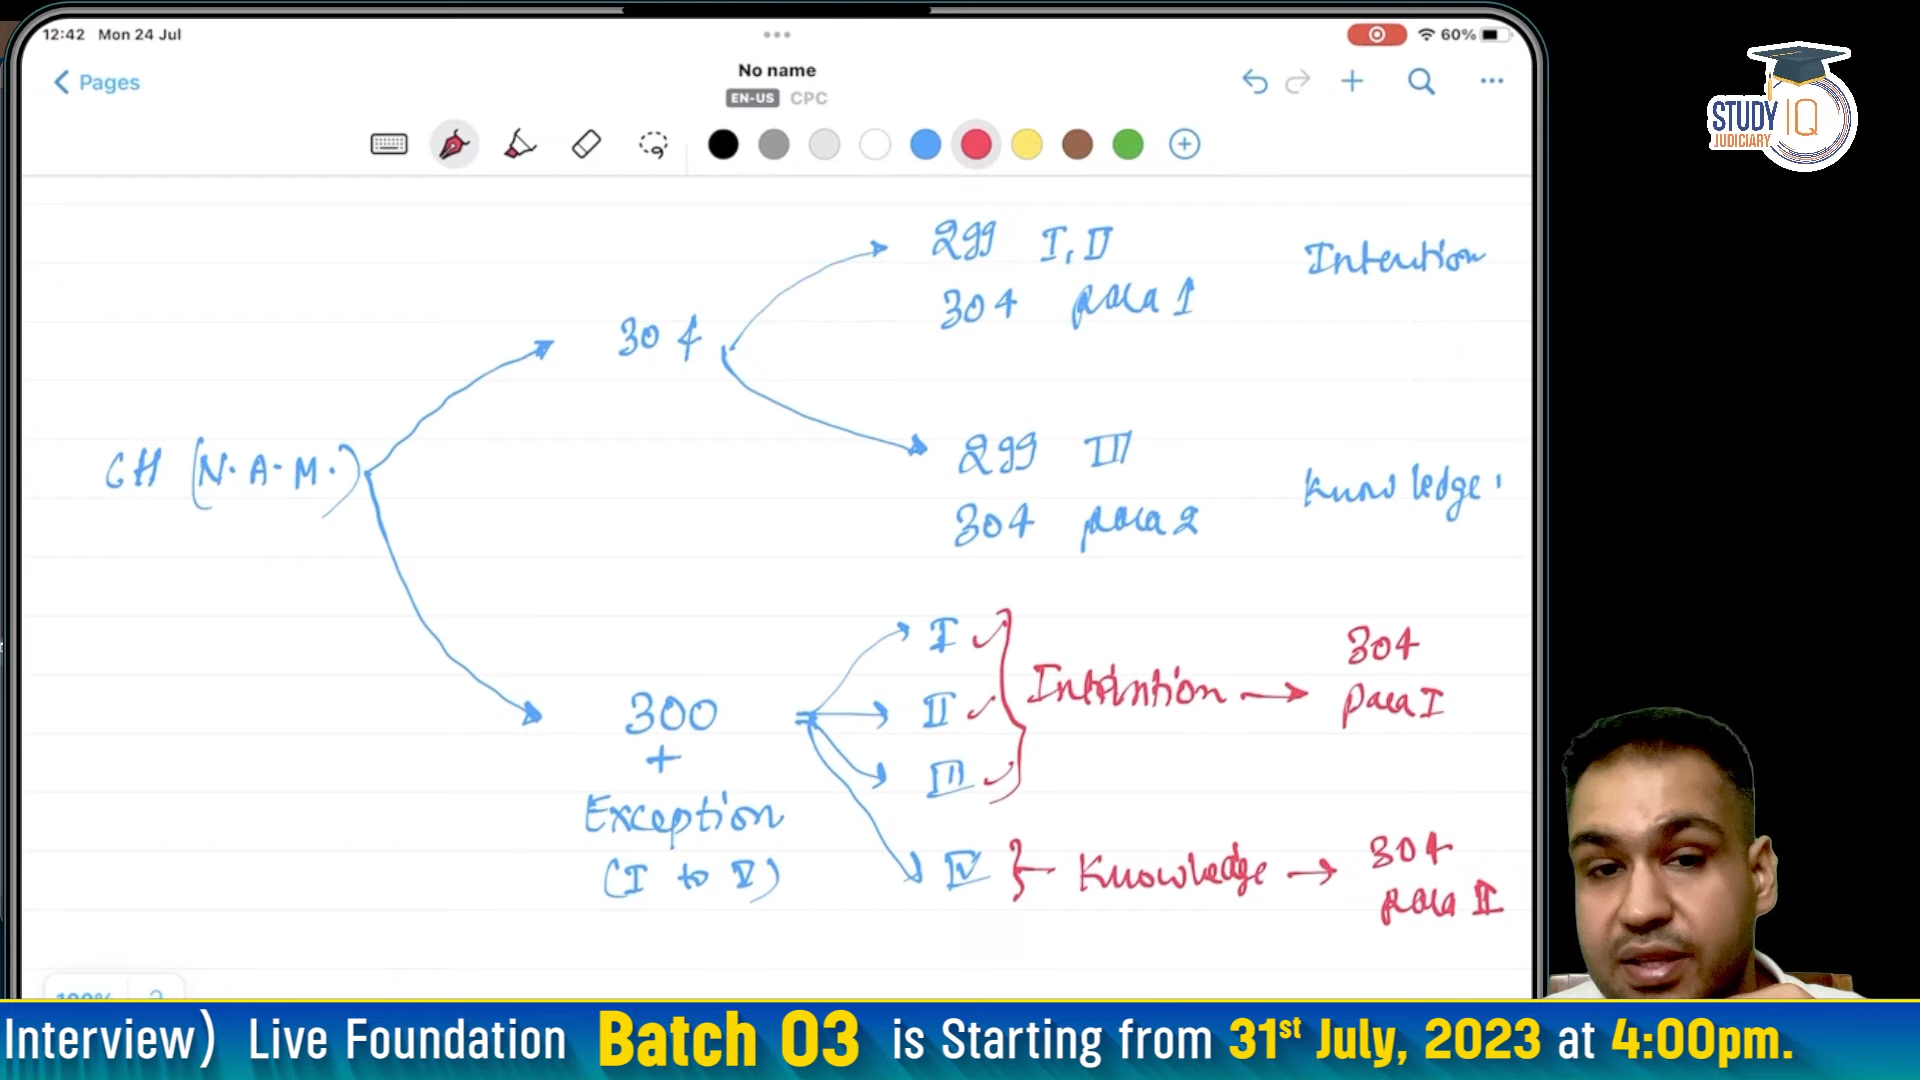 12:42 Mon 24 Jul
60%
Pages
No name
EN-US CPC
STUDY IQ
JUDICIARY
299 I, II
304 para 1
Intention
304
CH (N.A.M.)
299 III
304 para 2
Knowledge
I
II
III
Intention → 304
Para I
300
+
Exception
(I to V)
IV
Knowledge → 304
para II
Interview) Live Foundation Batch 03 is Starting from 31st July, 2023 at 4:00pm.